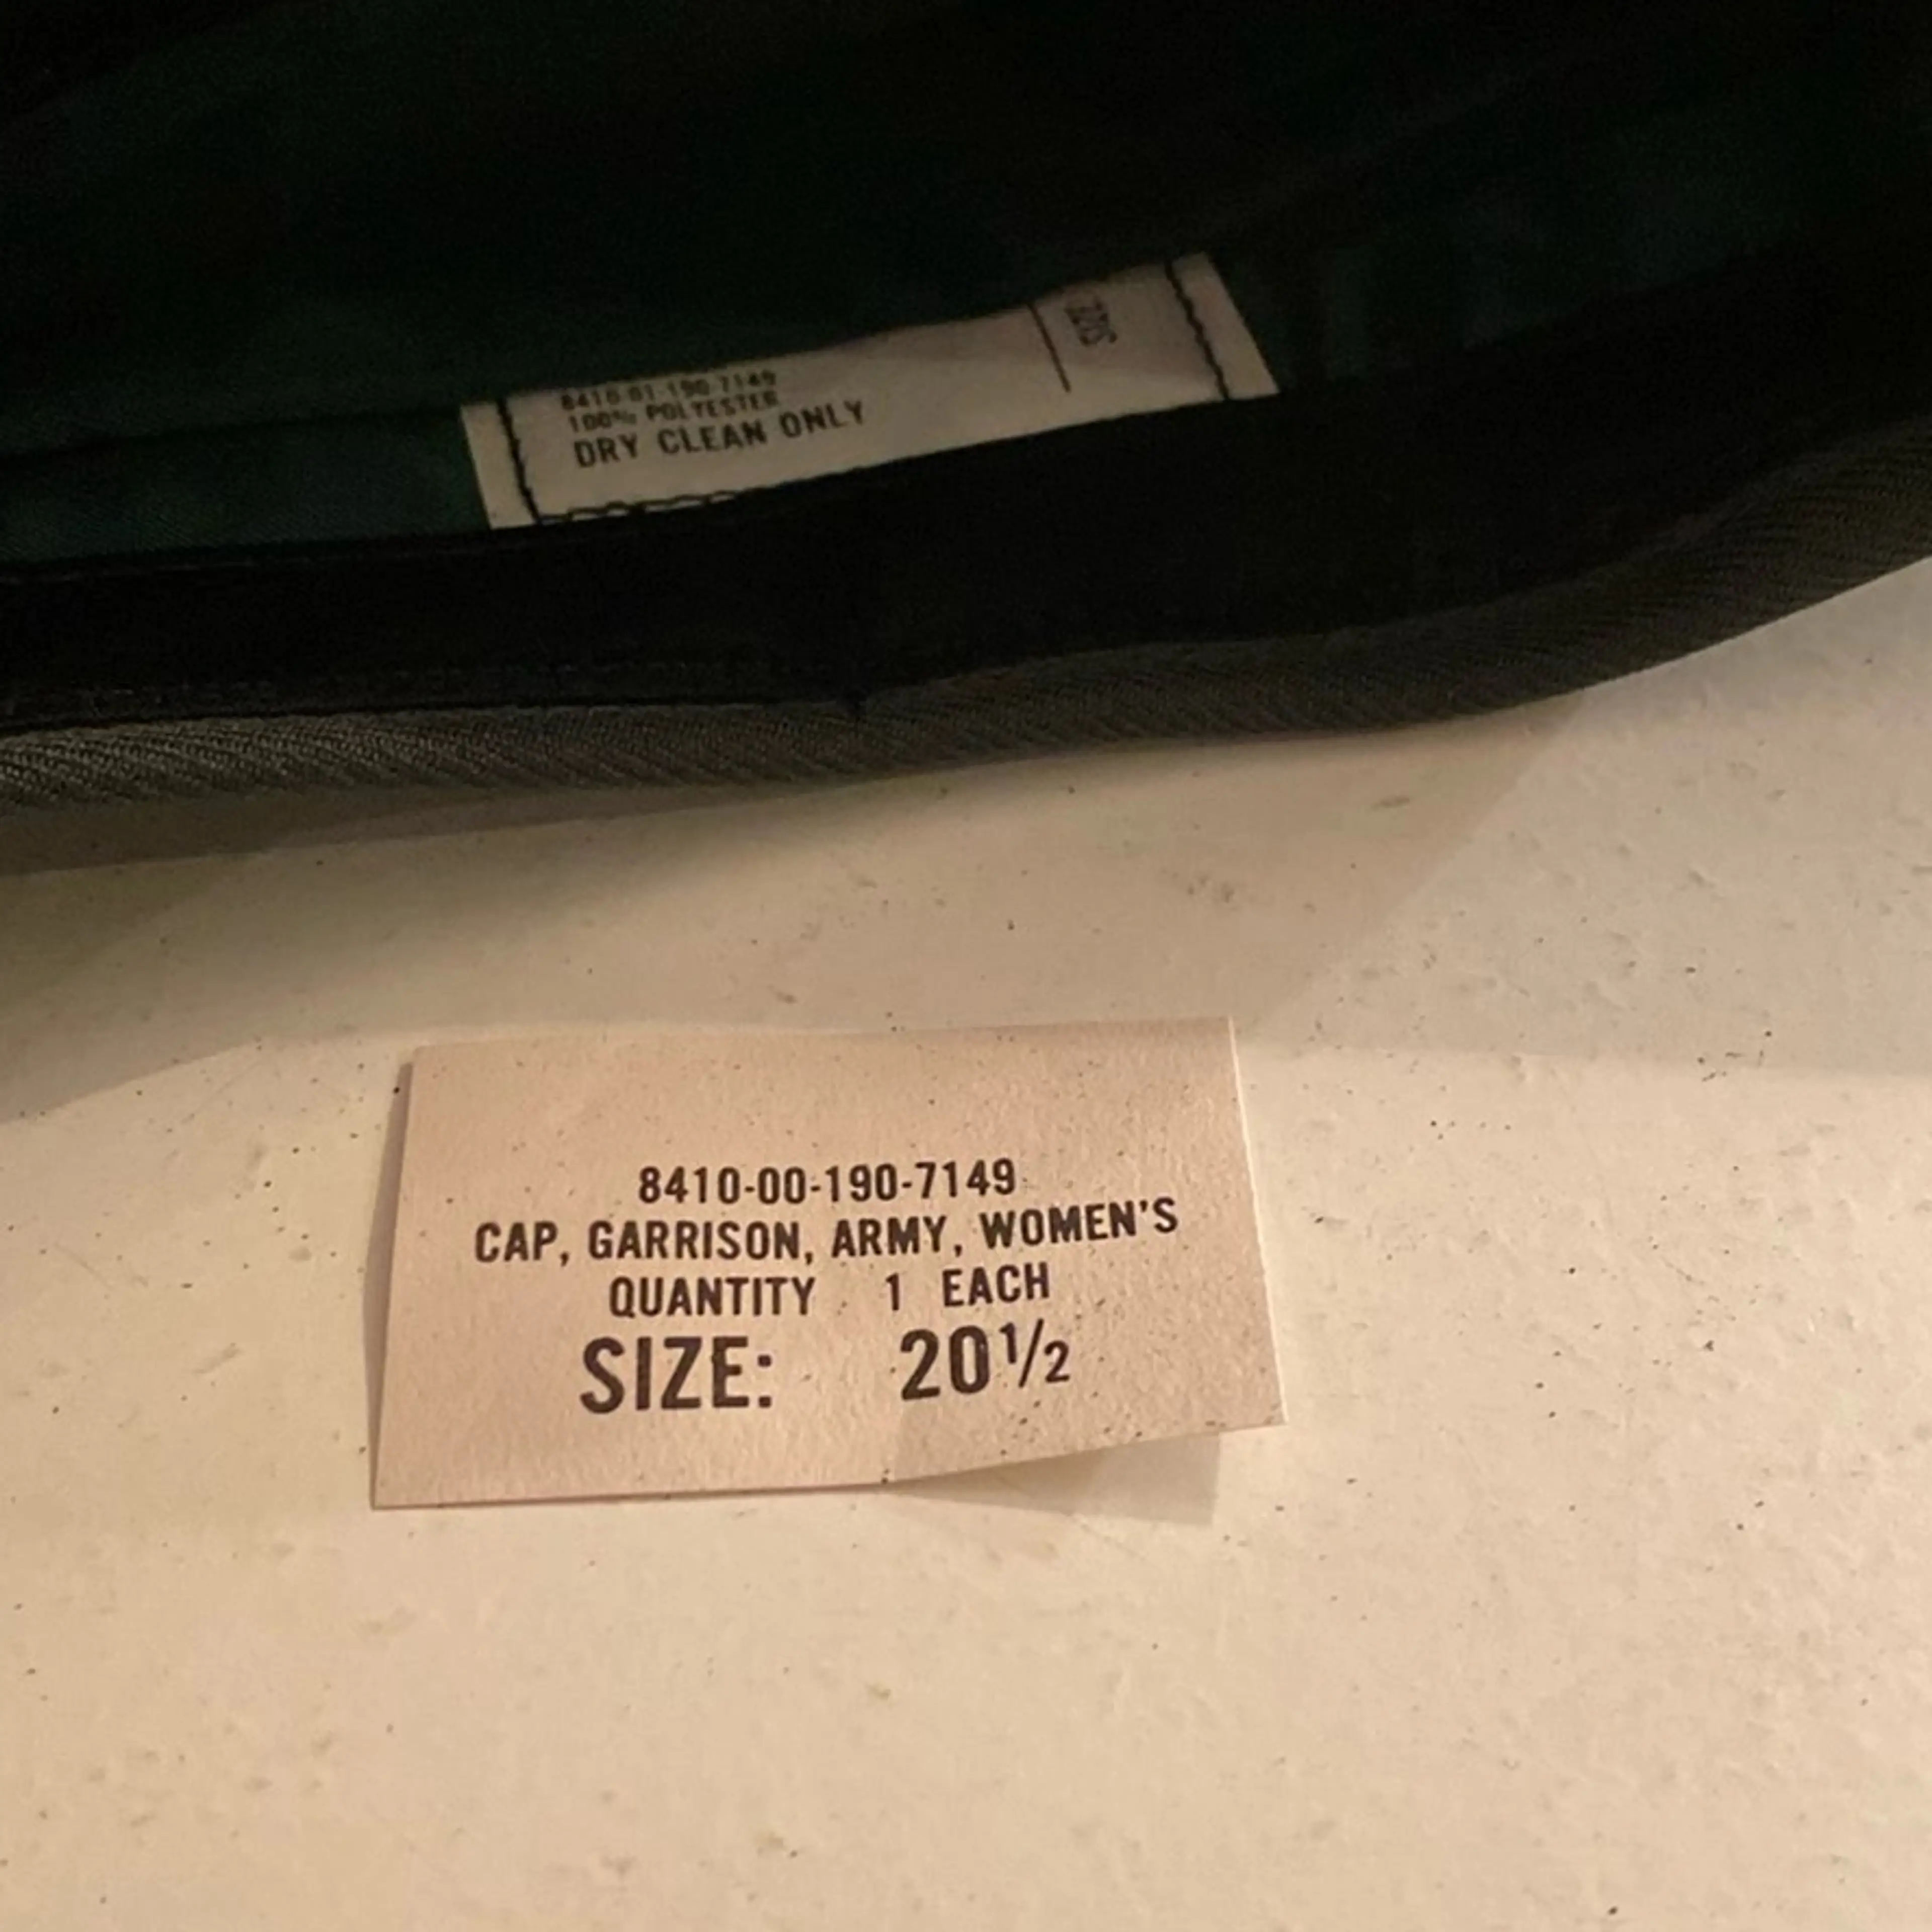 8410-01-190-7149
100% POLYESTER
DRY CLEAN ONLY
SIZE
8410-00-190-7149
CAP, GARRISON, ARMY, WOMEN'S
QUANTITY 1 EACH
SIZE: 20½